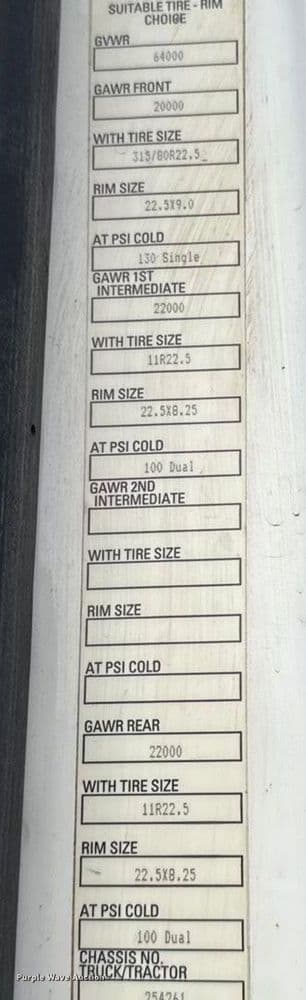 SUITABLE TIRE - RIM
CHOICE
GVWR
64000
GAWR FRONT
20000
WITH TIRE SIZE
315/80R22.5_
RIM SIZE
22.5X9.0
AT PSI COLD
130 Single
GAWR 1ST
INTERMEDIATE
22000
WITH TIRE SIZE
11R22.5
RIM SIZE
22.5X8.25
AT PSI COLD
100 Dual
GAWR 2ND
INTERMEDIATE
WITH TIRE SIZE
RIM SIZE
AT PSI COLD
GAWR REAR
22000
WITH TIRE SIZE
11R22.5
RIM SIZE
22.5X8.25
AT PSI COLD
100 Dual
CHASSIS NO.
TRUCK/TRACTOR
254261
Purple Wave Auction